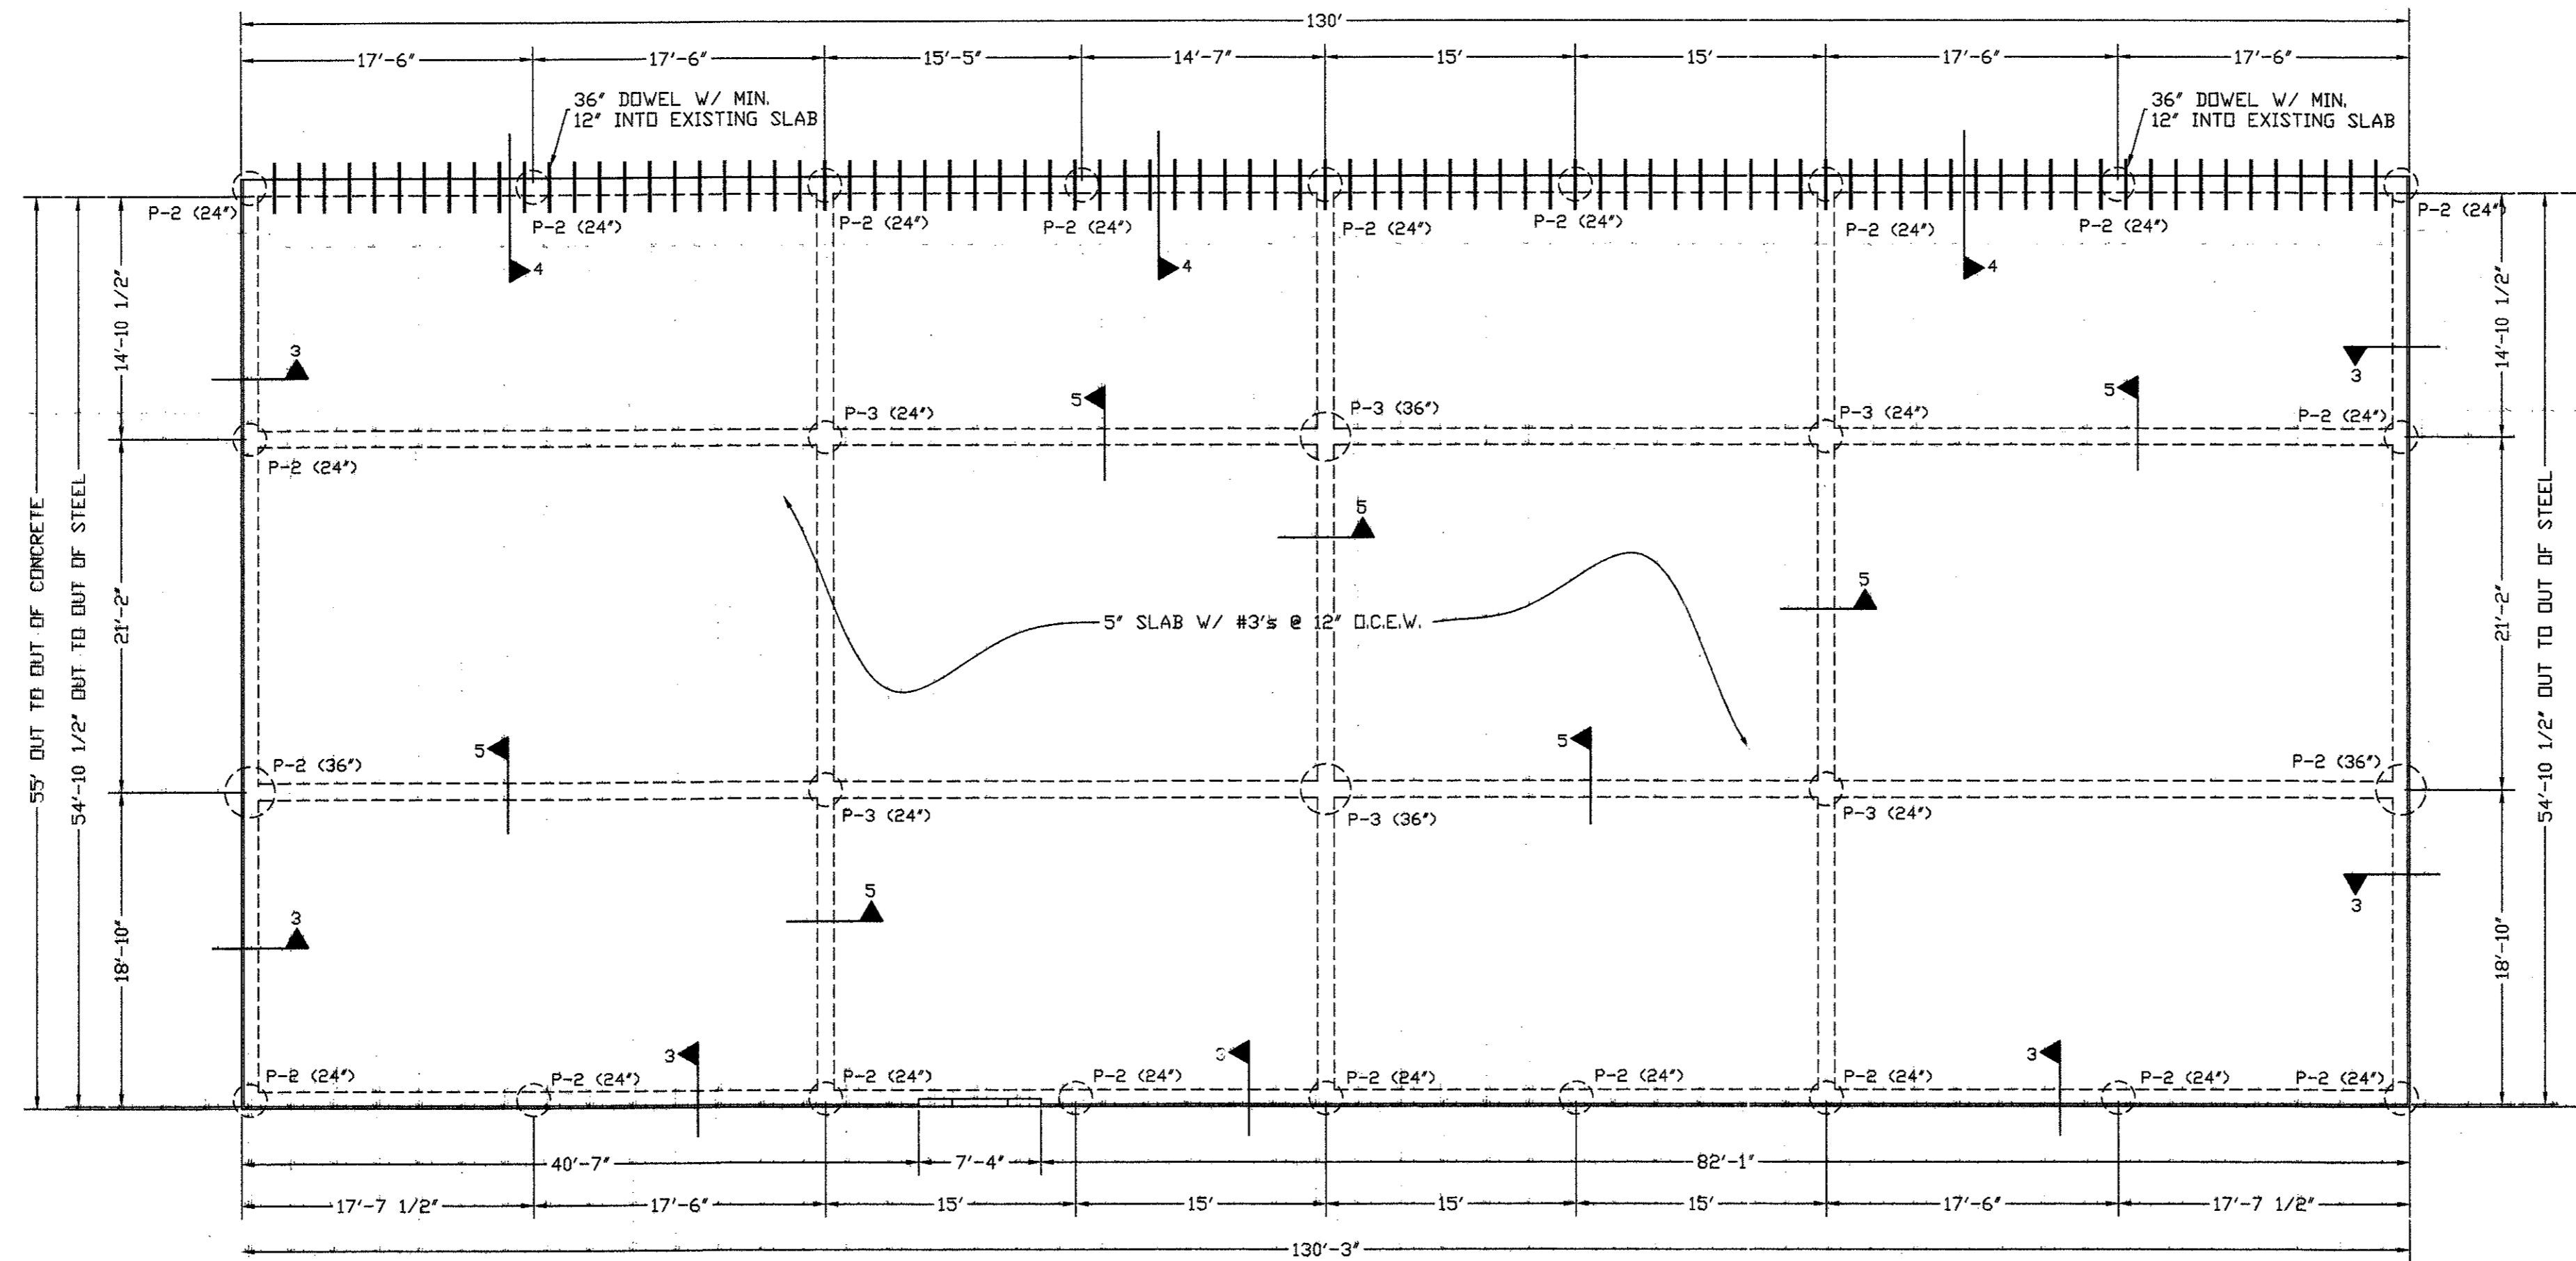 130'
17'-6"
17'-6"
15'-5"
14'-7"
15'
15'
17'-6"
17'-6"
36" DOWEL W/ MIN.
12" INTO EXISTING SLAB
36" DOWEL W/ MIN.
12" INTO EXISTING SLAB
P-2 (24")
P-2 (24")
P-2 (24")
P-2 (24")
P-2 (24")
P-2 (24")
P-2 (24")
P-2 (24")
P-2 (24")
4
4
4
14'-10 1/2"
14'-10 1/2"
3
3
5
5
P-3 (24")
P-3 (36")
P-3 (24")
P-2 (24")
P-2 (24")
55' OUT TO OUT OF CONCRETE
54'-10 1/2" OUT TO OUT OF STEEL
54'-10 1/2" OUT TO OUT OF STEEL
21'-2"
21'-2"
5
5
5" SLAB W/ #3's @ 12" O.C.E.W.
5
5
P-2 (36")
P-2 (36")
P-3 (24")
P-3 (36")
P-3 (24")
5
3
3
18'-10"
18'-10"
3
3
3
P-2 (24")
P-2 (24")
P-2 (24")
P-2 (24")
P-2 (24")
P-2 (24")
P-2 (24")
P-2 (24")
P-2 (24")
40'-7"
7'-4"
82'-1"
17'-7 1/2"
17'-6"
15'
15'
15'
15'
17'-6"
17'-7 1/2"
130'-3"